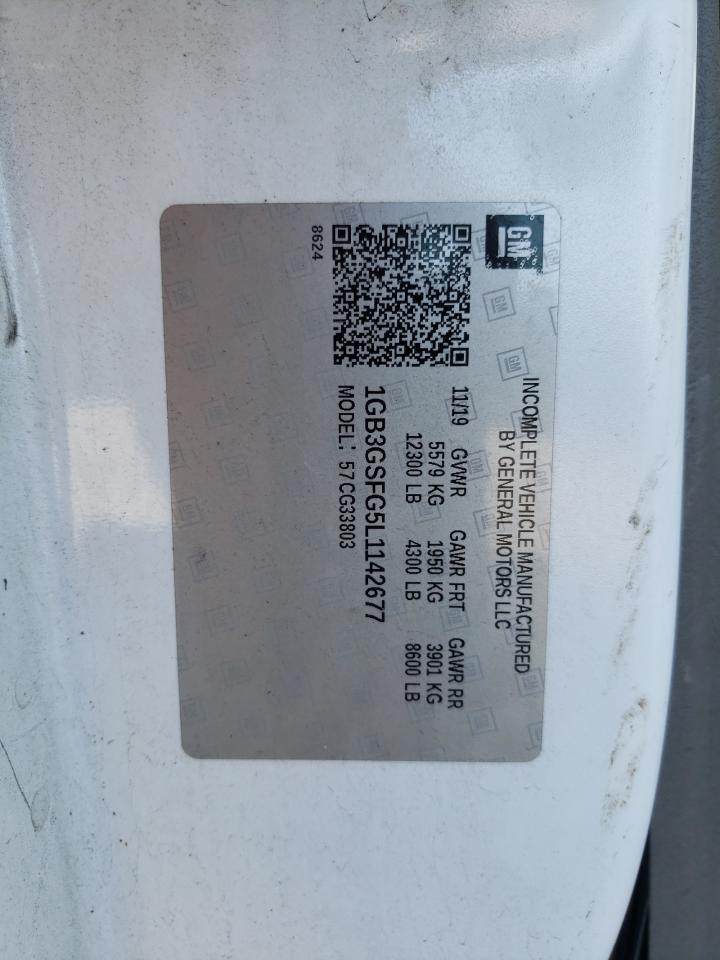 GM
INCOMPLETE VEHICLE MANUFACTURED
BY GENERAL MOTORS LLC
11/19 GVWR GAWR FRT GAWR RR
5579 KG 1950 KG 3901 KG
12300 LB 4300 LB 8600 LB
1GB3GSFG5L1142677
MODEL: 57 CG33803
8624